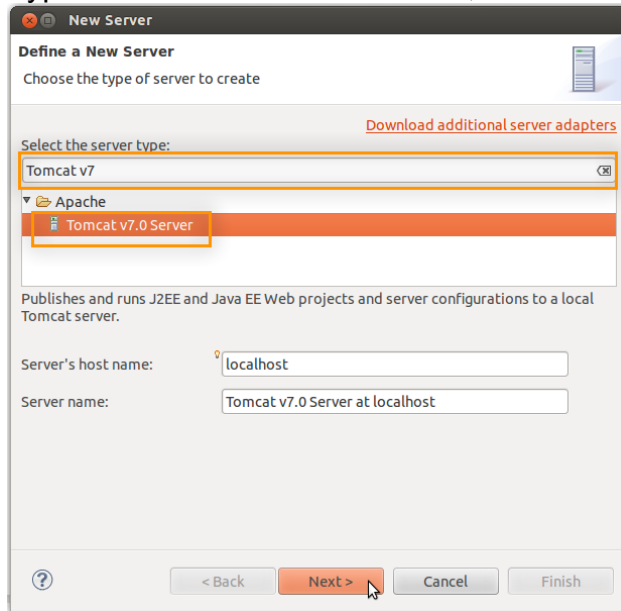 New Server
Define a New Server
Choose the type of server to create
Download additional server adapters
Select the server type:
Tomcat v7
Apache
Tomcat v7.0 Server
Publishes and runs J2EE and Java EE Web projects and server configurations to a local
Tomcat server.
Server's host name: localhost
Server name: Tomcat v7.0 Server at localhost
? < Back Next > Cancel Finish